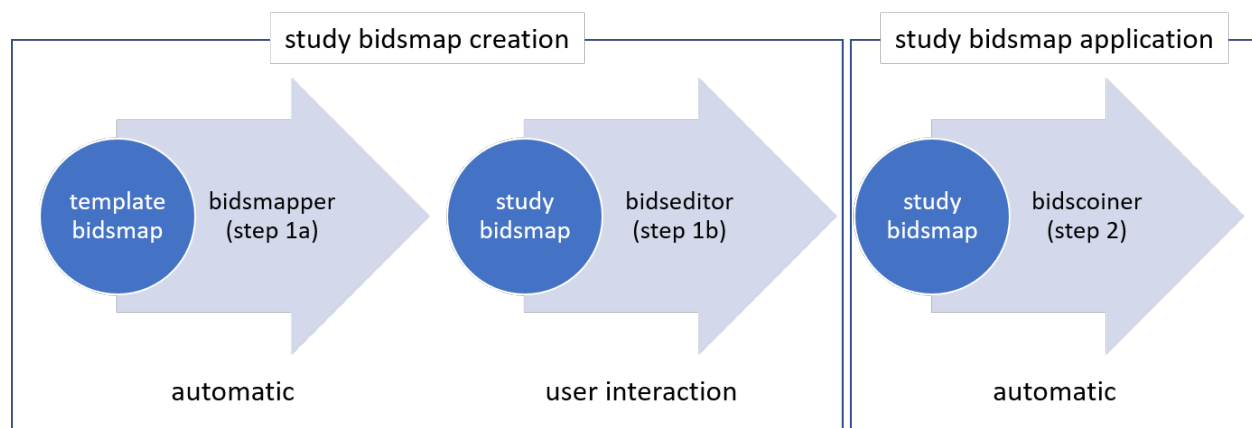 study bidsmap creation
study bidsmap application
template
bidsmap
bidsmapper
(step 1a)
study
bidsmap
bidseditor
(step 1b)
study
bidsmap
bidscoiner
(step 2)
automatic
user interaction
automatic